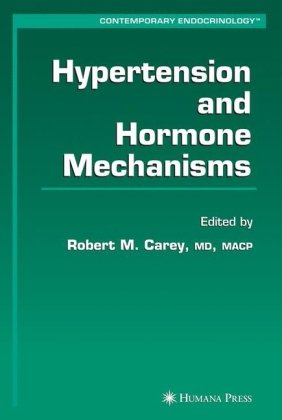 CONTEMPORARY ENDOCRINOLOGY™
Hypertension
and
Hormone
Mechanisms
Edited by
Robert M. Carey, MD, MACP
HUMANA PRESS